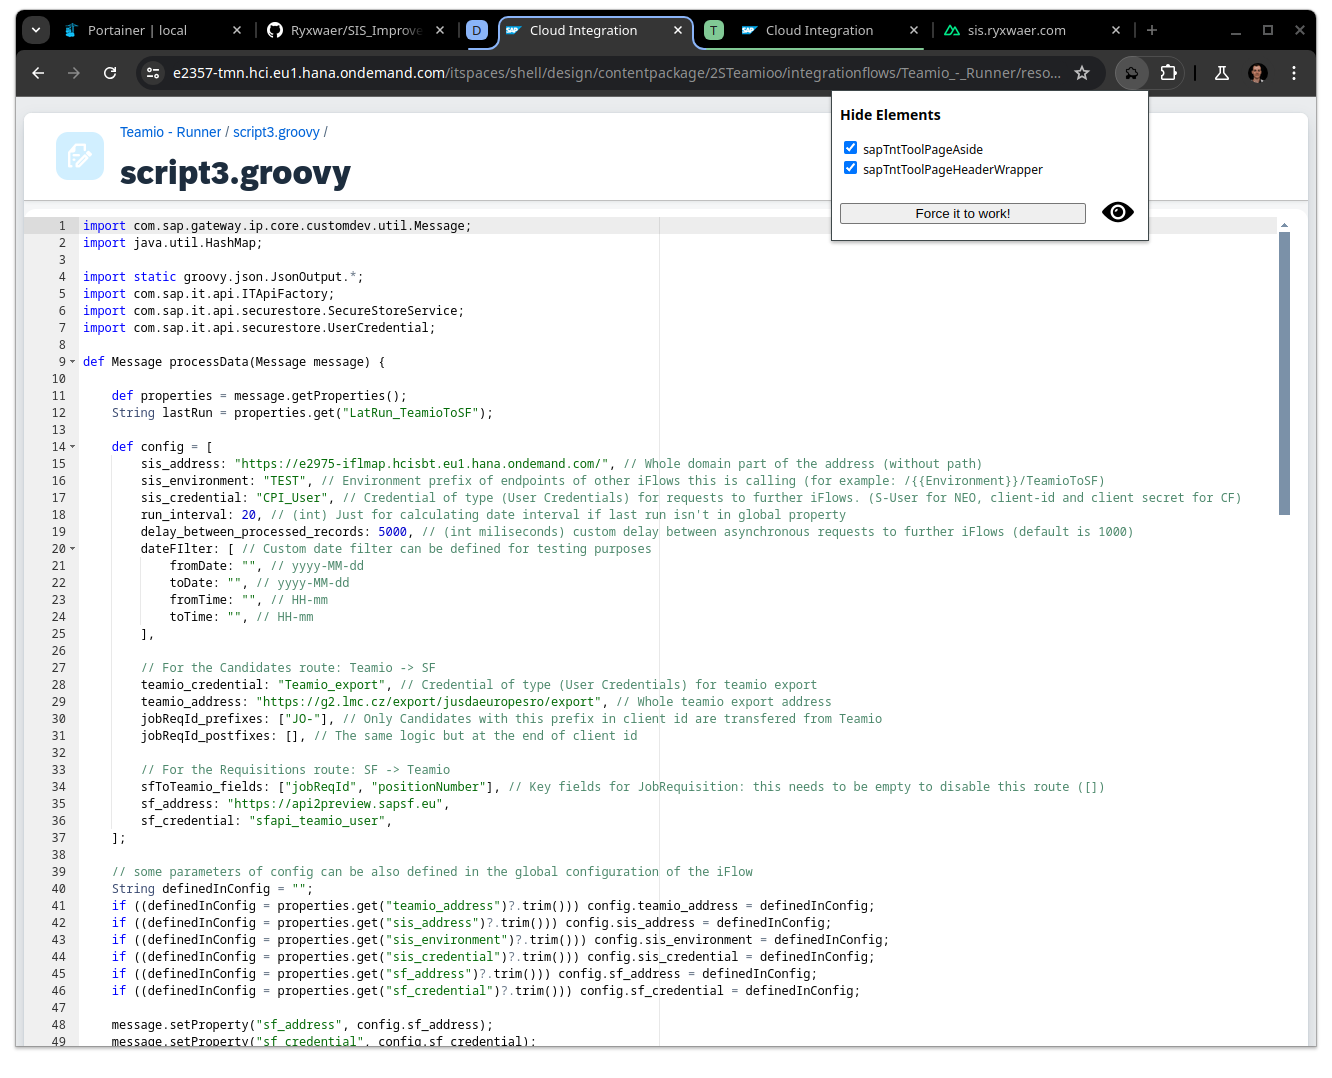 Portainer | local
Ryxwaer/SIS_Improve
D
SAP Cloud Integration
T
SAP Cloud Integration
sis.ryxwaer.com
e2357-tmn.hci.eu1.hana.ondemand.com/itspaces/shell/design/contentpackage/2STeamioo/integrationflows/Teamio_-_Runner/reso...
Hide Elements
sapTntToolPageAside
sapTntToolPageHeaderWrapper
Force it to work!
Teamio - Runner / script3.groovy /
script3.groovy
1 import com.sap.gateway.ip.core.customdev.util.Message;
2 import java.util.HashMap;
3
4 import static groovy.json.JsonOutput.*;
5 import com.sap.it.api.ITApiFactory;
6 import com.sap.it.api.securestore.SecureStoreService;
7 import com.sap.it.api.securestore.UserCredential;
8
9 def Message processData(Message message) {
10
11     def properties = message.getProperties();
12     String lastRun = properties.get("LatRun_TeamioToSF");
13
14     def config = [
15         sis_address: "https://e2975-iflmap.hcisbt.eu1.hana.ondemand.com/", // Whole domain part of the address (without path)
16         sis_environment: "TEST", // Environment prefix of endpoints of other iFlows this is calling (for example: /{{Environment}}/TeamioToSF)
17         sis_credential: "CPI_User", // Credential of type (User Credentials) for requests to further iFlows. (S-User for NEO, client-id and client secret for CF)
18         run_interval: 20, // (int) Just for calculating date interval if last run isn't in global property
19         delay_between_processed_records: 5000, // (int miliseconds) custom delay between asynchronous requests to further iFlows (default is 1000)
20         dateFIlter: [ // Custom date filter can be defined for testing purposes
21             fromDate: "", // yyyy-MM-dd
22             toDate: "", // yyyy-MM-dd
23             fromTime: "", // HH-mm
24             toTime: "", // HH-mm
25         ],
26
27         // For the Candidates route: Teamio -> SF
28         teamio_credential: "Teamio_export", // Credential of type (User Credentials) for teamio export
29         teamio_address: "https://g2.lmc.cz/export/jusdaeuropesro/export", // Whole teamio export address
30         jobReqId_prefixes: ["JO-"], // Only Candidates with this prefix in client id are transfered from Teamio
31         jobReqId_postfixes: [], // The same logic but at the end of client id
32
33         // For the Requisitions route: SF -> Teamio
34         sfToTeamio_fields: ["jobReqId", "positionNumber"], // Key fields for JobRequisition: this needs to be empty to disable this route ([])
35         sf_address: "https://api2preview.sapsf.eu",
36         sf_credential: "sfapi_teamio_user",
37     ];
38
39     // some parameters of config can be also defined in the global configuration of the iFlow
40     String definedInConfig = "";
41     if ((definedInConfig = properties.get("teamio_address")?.trim())) config.teamio_address = definedInConfig;
42     if ((definedInConfig = properties.get("sis_address")?.trim())) config.sis_address = definedInConfig;
43     if ((definedInConfig = properties.get("sis_environment")?.trim())) config.sis_environment = definedInConfig;
44     if ((definedInConfig = properties.get("sis_credential")?.trim())) config.sis_credential = definedInConfig;
45     if ((definedInConfig = properties.get("sf_address")?.trim())) config.sf_address = definedInConfig;
46     if ((definedInConfig = properties.get("sf_credential")?.trim())) config.sf_credential = definedInConfig;
47
48     message.setProperty("sf_address", config.sf_address);
49     message.setProperty("sf_credential", config.sf_credential);